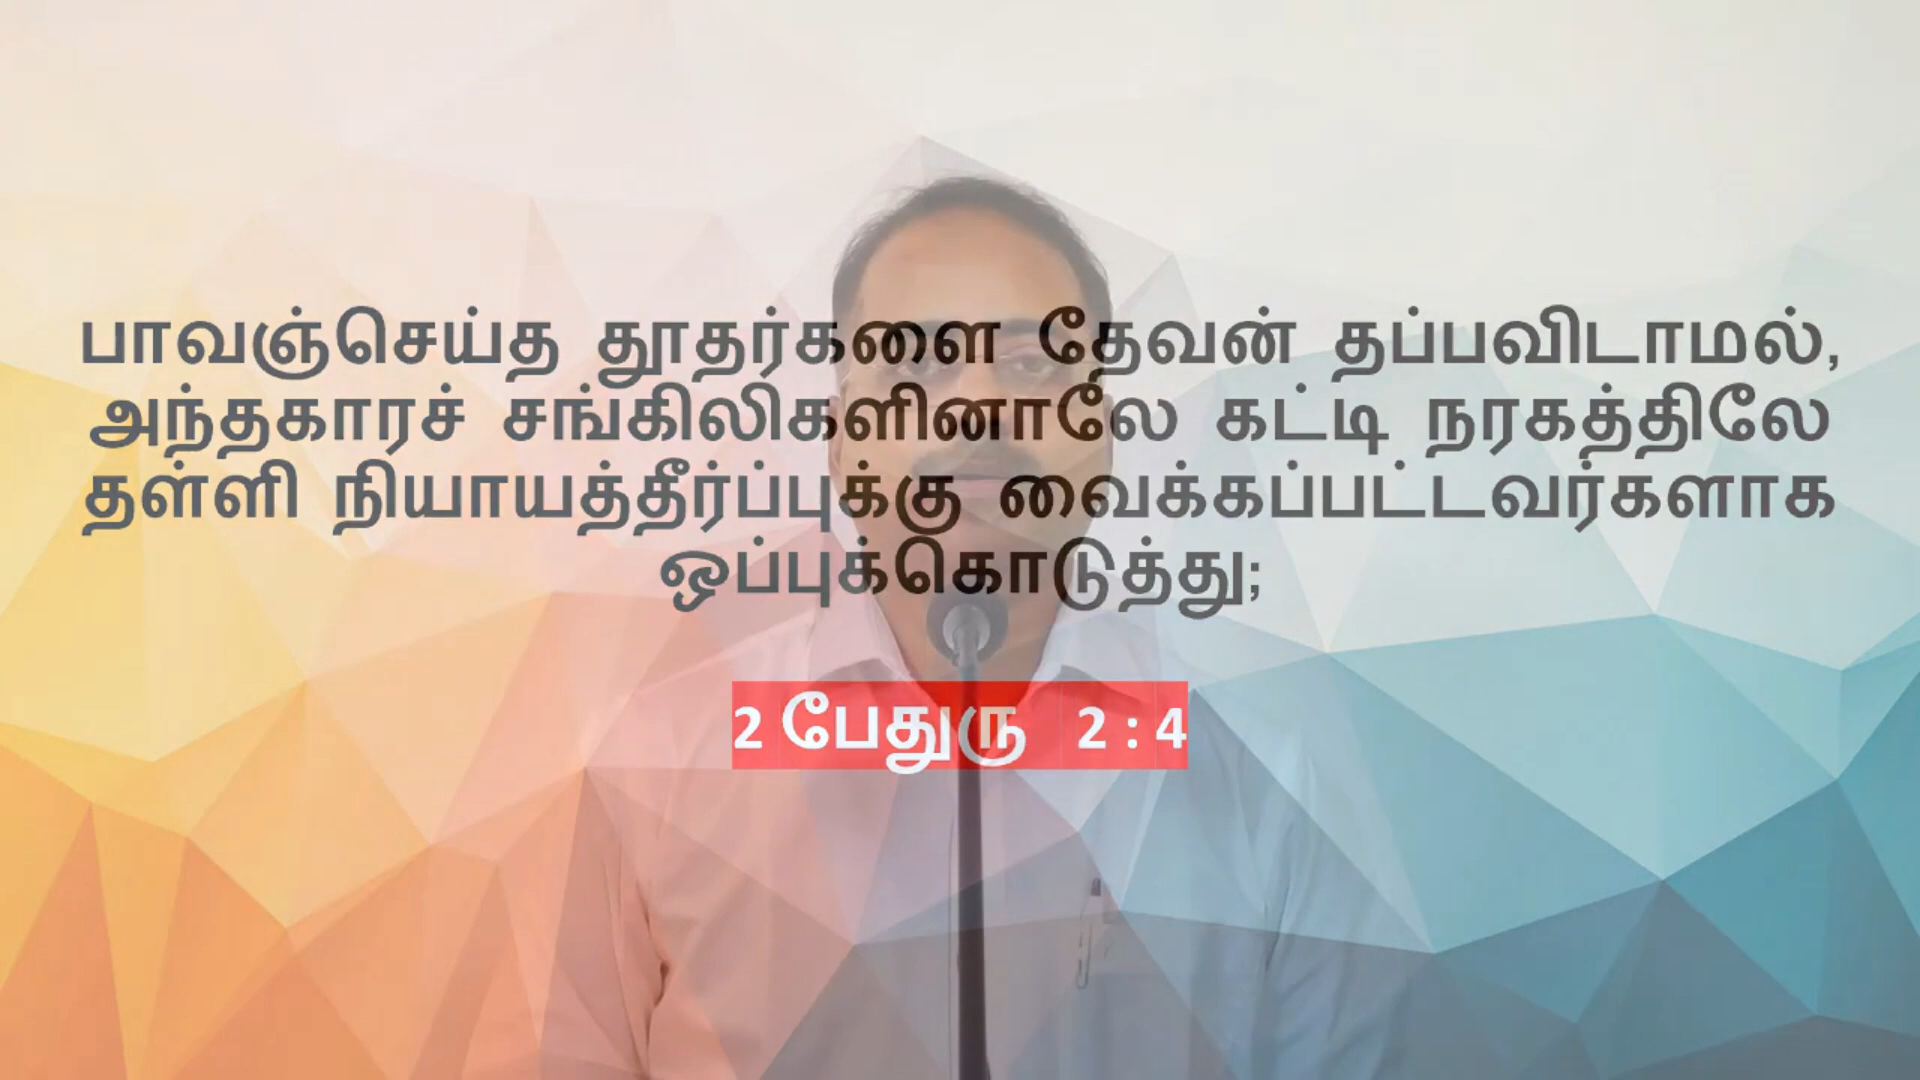 பாவஞ்செய்த தூதர்களை தேவன் தப்பவிடாமல்,
அந்தகாரச் சங்கிலிகளினாலே கட்டி நரகத்திலே
தள்ளி நியாயத்தீர்ப்புக்கு வைக்கப்பட்டவர்களாக
ஒப்புக்கொடுத்து;
2 பேதுரு 2 : 4